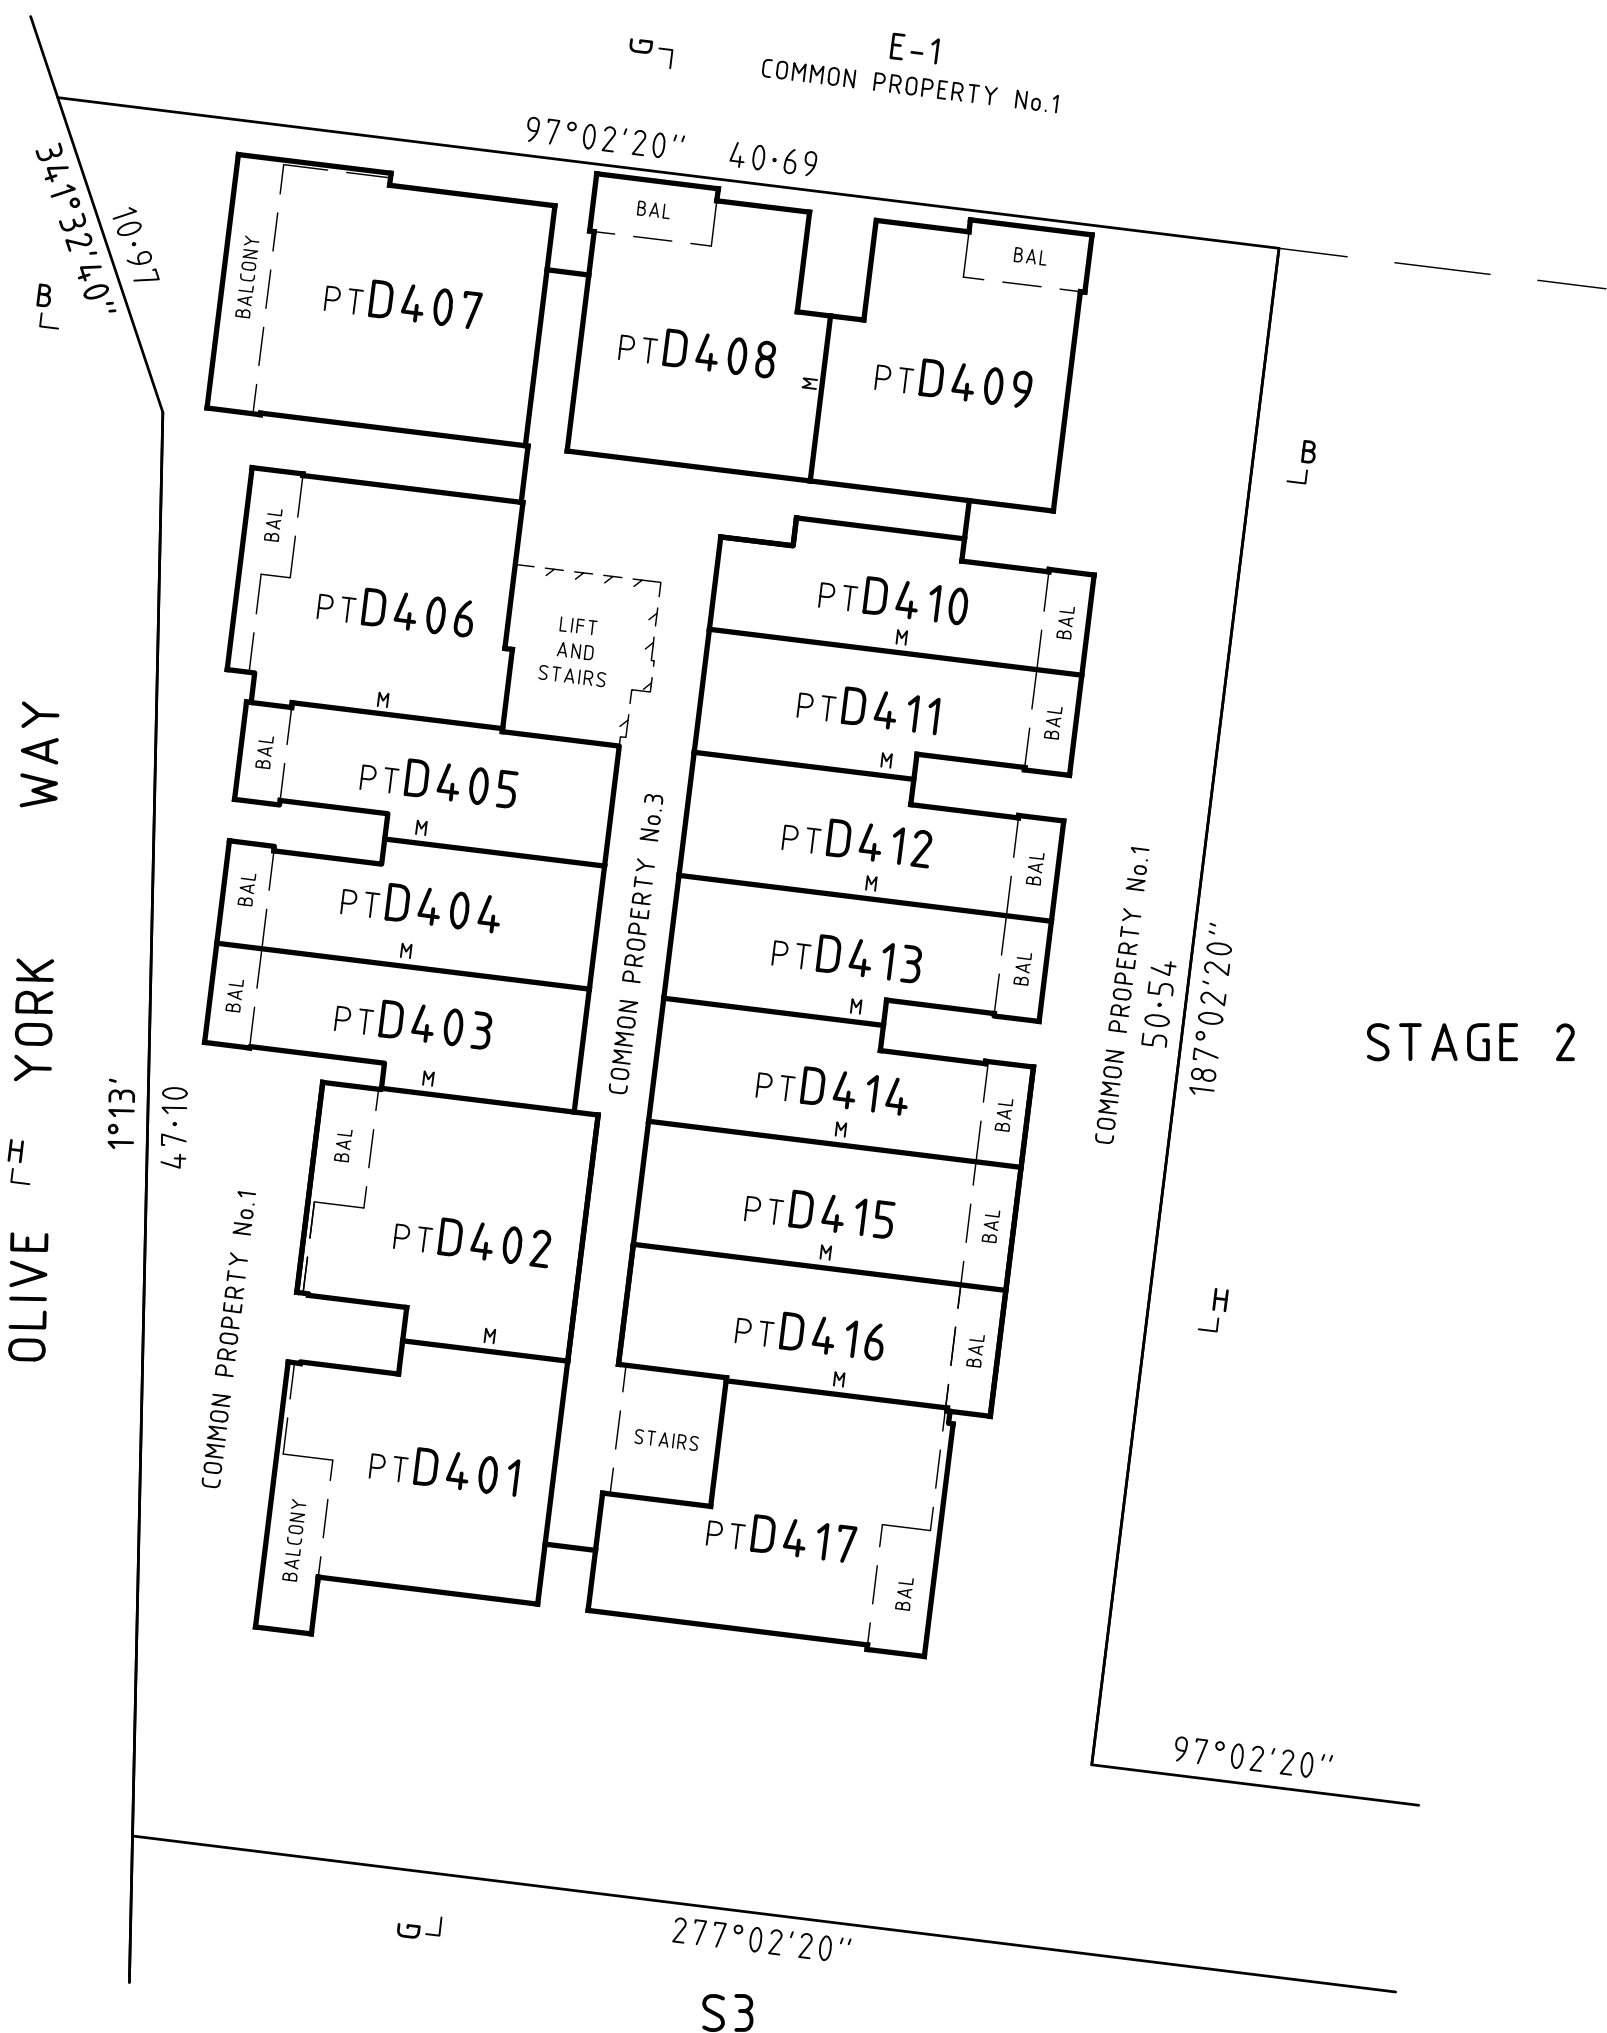 E-1
COMMON PROPERTY No.1
G
97°02'20" 40·69
341°32'40"
10·97
B
BALCONY
PTD407
BAL
PTD408
M
BAL
PTD409
B
BAL
PTD406
M
LIFT
AND
STAIRS
PTD410
M
BAL
PTD411
M
BAL
BAL
PTD405
M
PTD412
M
BAL
BAL
PTD404
M
PTD413
M
BAL
BAL
PTD403
M
COMMON PROPERTY No.3
PTD414
M
BAL
COMMON PROPERTY No.1
50·54
187°02'20"
STAGE 2
OLIVE YORK WAY
1°13'
47·10
H
COMMON PROPERTY No.1
BAL
PTD402
M
PTD415
M
BAL
PTD416
M
BAL
H
BALCONY
PTD401
STAIRS
PTD417
BAL
97°02'20"
G
277°02'20"
S3